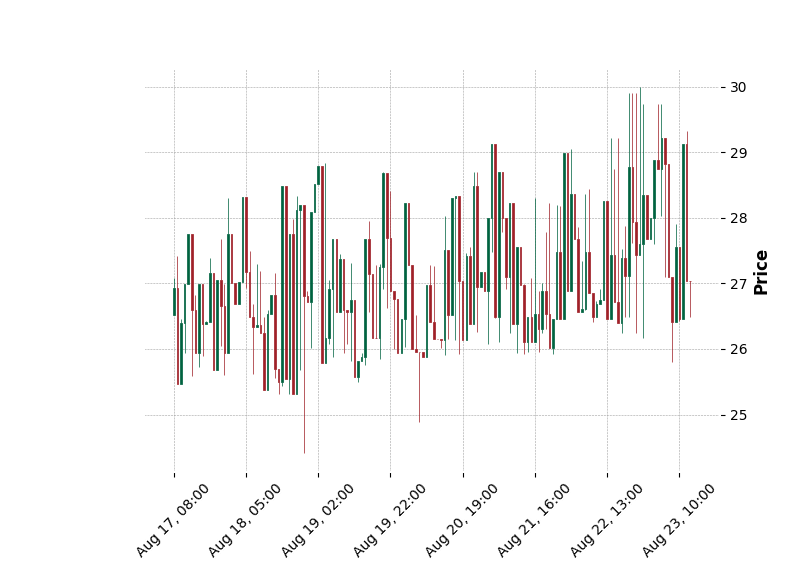 30
29
28
27
26
25
Price
Aug 17, 08:00
Aug 18, 05:00
Aug 19, 02:00
Aug 19, 22:00
Aug 20, 19:00
Aug 21, 16:00
Aug 22, 13:00
Aug 23, 10:00